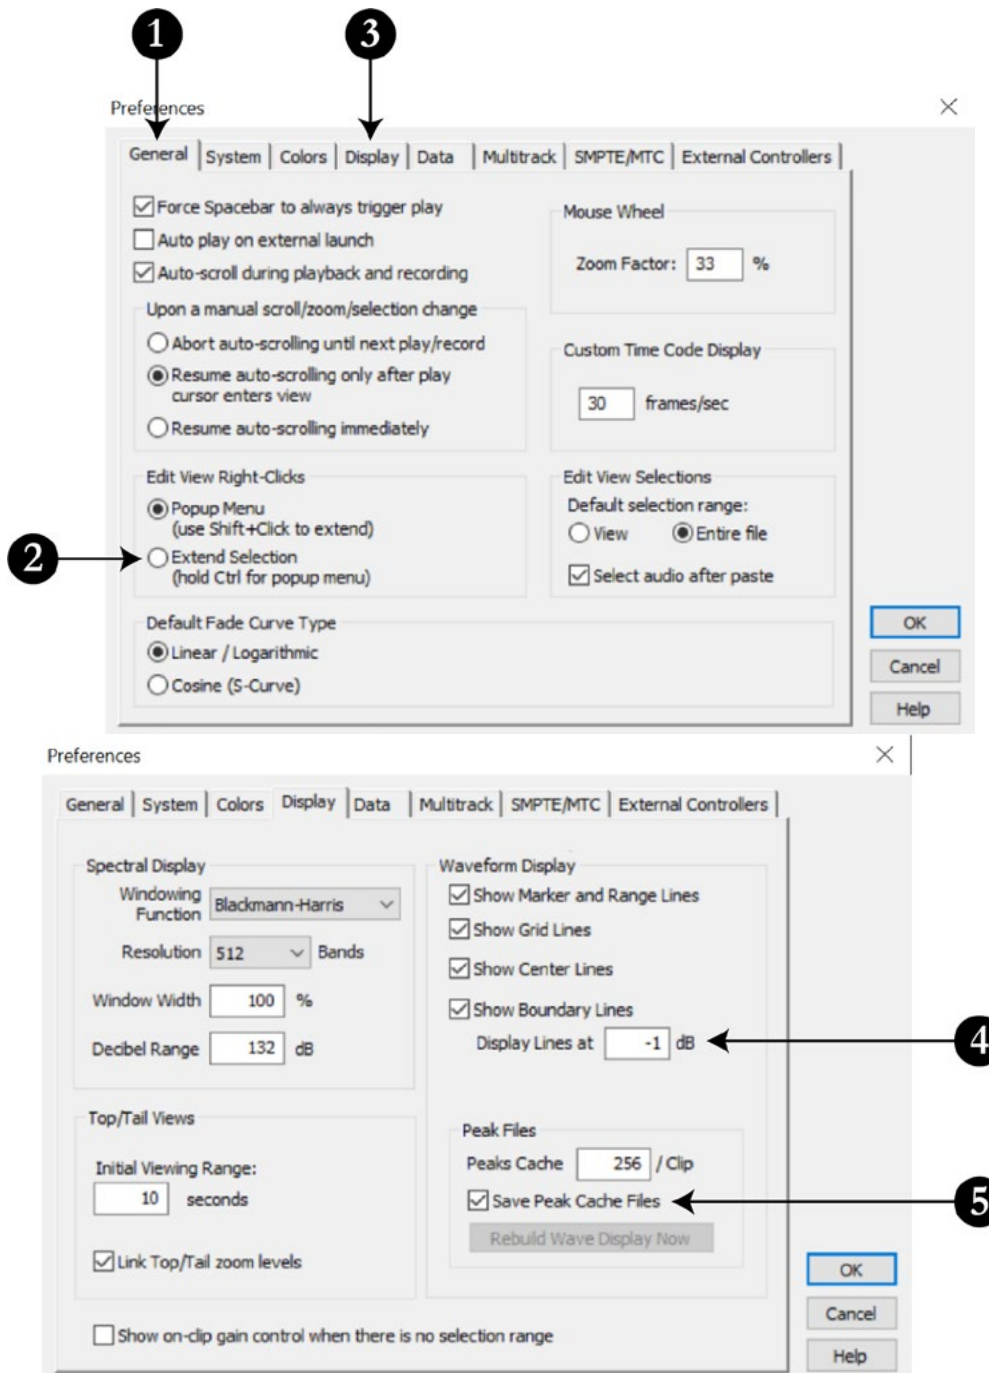 1 3
Preferences
General System Colors Display Data Multitrack SMPTE/MTC External Controllers
Force Spacebar to always trigger play
Auto play on external launch
Auto-scroll during playback and recording
Upon a manual scroll/zoom/selection change
Abort auto-scrolling until next play/record
Resume auto-scrolling only after play
cursor enters view
Resume auto-scrolling immediately
Mouse Wheel
Zoom Factor: 33 %
Custom Time Code Display
30 frames/sec
Edit View Right-Clicks
Popup Menu
(use Shift+Click to extend)
2
Extend Selection
(hold Ctrl for popup menu)
Edit View Selections
Default selection range:
View Entire file
Select audio after paste
Default Fade Curve Type
Linear / Logarithmic
Cosine (S-Curve)
OK
Cancel
Help
Preferences
General System Colors Display Data Multitrack SMPTE/MTC External Controllers
Spectral Display
Windowing
Function
Blackmann-Harris
Resolution 512 Bands
Window Width 100 %
Decibel Range 132 dB
Waveform Display
Show Marker and Range Lines
Show Grid Lines
Show Center Lines
Show Boundary Lines
Display Lines at -1 dB
4
Top/Tail Views
Initial Viewing Range:
10 seconds
Link Top/Tail zoom levels
Peak Files
Peaks Cache 256 / Clip
Save Peak Cache Files
5
Rebuild Wave Display Now
Show on-clip gain control when there is no selection range
OK
Cancel
Help